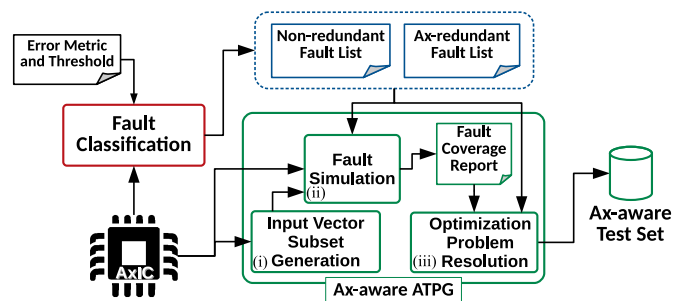 Error Metric
and Threshold
Non-redundant
Fault List
Ax-redundant
Fault List
Fault
Classification
Fault
Simulation
(ii)
Fault
Coverage
Report
Input Vector
Subset
(i) Generation
Optimization
Problem
(iii) Resolution
AxIC
Ax-aware ATPG
Ax-aware
Test Set